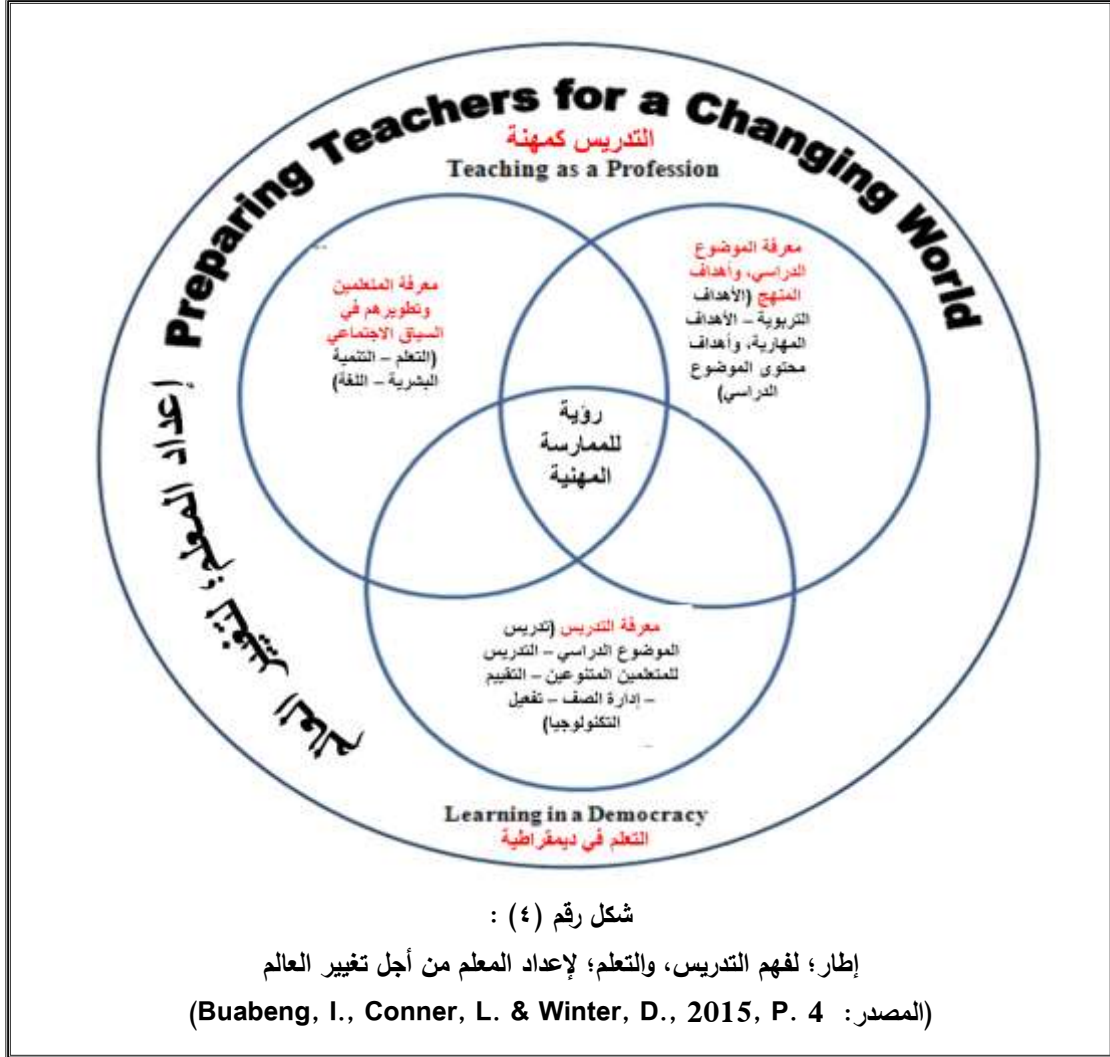 Preparing Teachers for a Changing World
التدريس كمهنة
Teaching as a Profession
معرفة المتعلمين
وتطويرهم في
السياق الاجتماعي
(التعلم – التنمية
البشرية – اللغة)
معرفة الموضوع
الدراسي، وأهداف
المنهج (الأهداف
التربوية – الأهداف
المهارية، وأهداف
محتوى الموضوع
الدراسي)
رؤية
للممارسة
المهنية
معرفة التدريس (تدريس
الموضوع الدراسي – التدريس
للمتعلمين المتنوعين – التقييم
– إدارة الصف – تفعيل
التكنولوجيا)
إعداد المعلم؛ لتغيير العالم
Learning in a Democracy
التعلم في ديمقراطية
شكل رقم (٤) :
إطار؛ لفهم التدريس، والتعلم؛ لإعداد المعلم من أجل تغيير العالم
(المصدر: Buabeng, I., Conner, L. & Winter, D., 2015, P. 4)